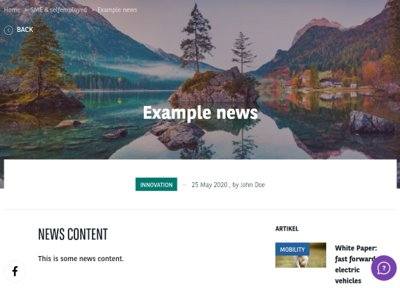 Home > SME & selfemployed > Example news
BACK
Example news
INNOVATION – 25 May 2020 , by John Doe
NEWS CONTENT
This is some news content.
ARTIKEL
MOBILITY
White Paper:
fast forward
electric
vehicles